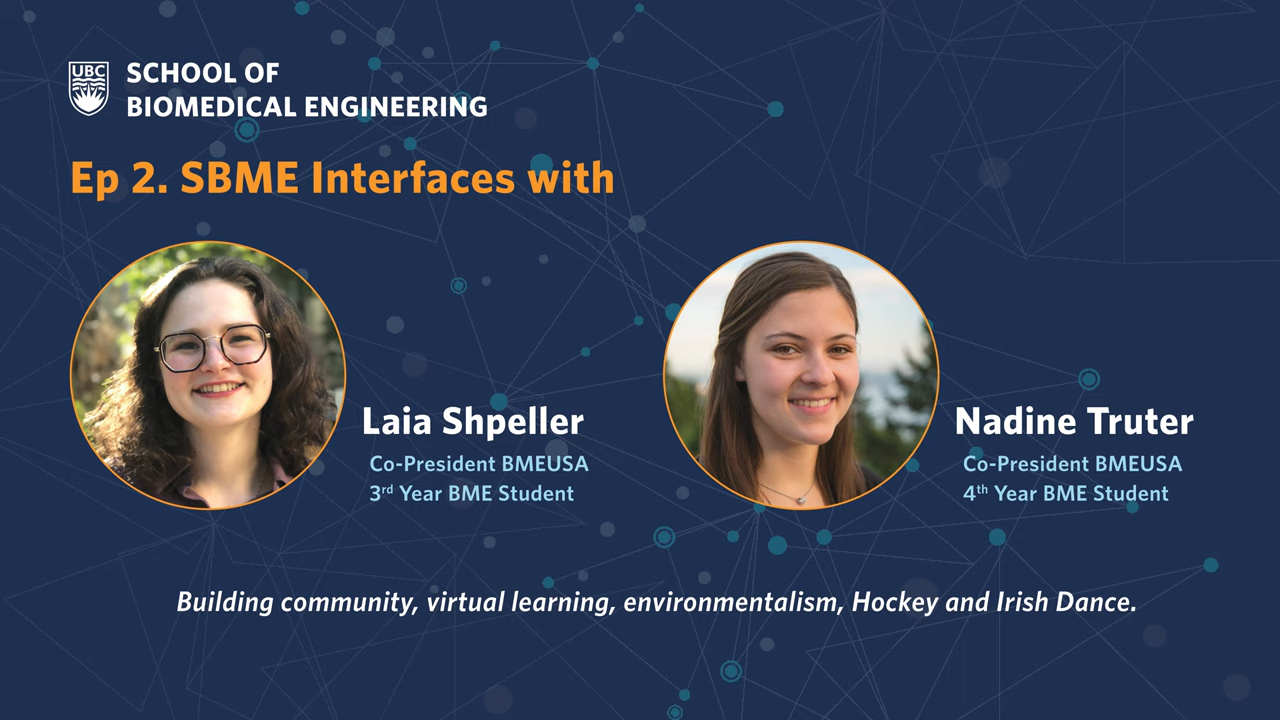 UBC
SCHOOL OF
BIOMEDICAL ENGINEERING
Ep 2. SBME Interfaces with
Laia Shpeller
Co-President BMEUSA
3rd Year BME Student
Nadine Truter
Co-President BMEUSA
4th Year BME Student
Building community, virtual learning, environmentalism, Hockey and Irish Dance.